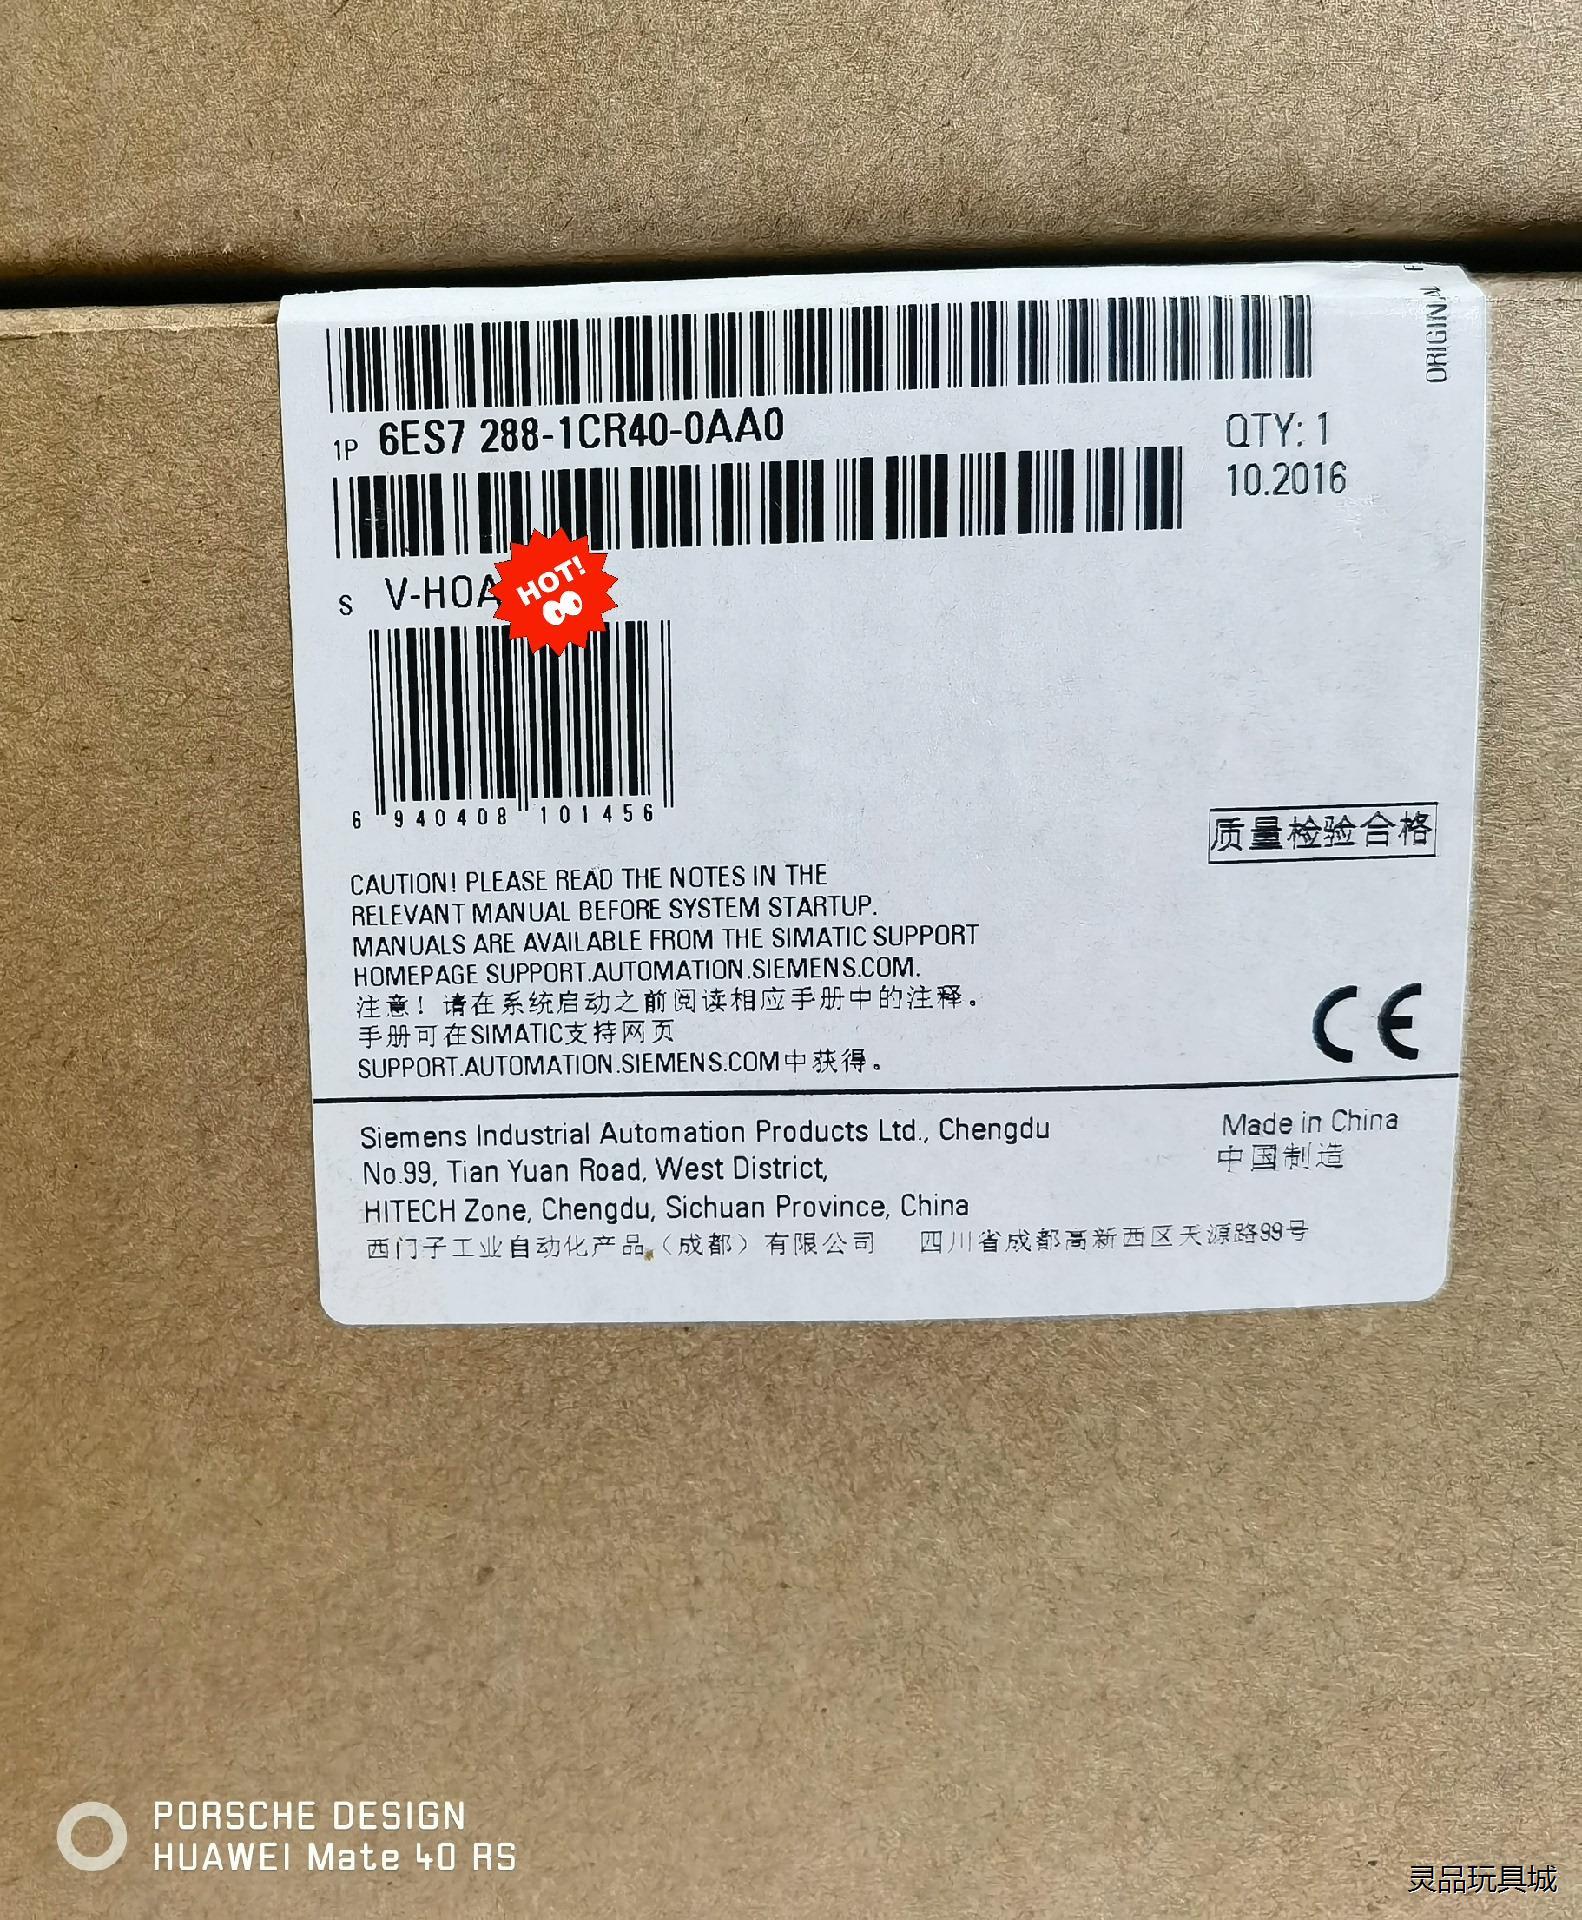 ORIGINAL
1P 6ES7 288-1CR40-0AA0
QTY: 1
10.2016
S V-H0A
HOT!
6 940408 101456
质量检验合格
CAUTION! PLEASE READ THE NOTES IN THE
RELEVANT MANUAL BEFORE SYSTEM STARTUP.
MANUALS ARE AVAILABLE FROM THE SIMATIC SUPPORT
HOMEPAGE SUPPORT.AUTOMATION.SIEMENS.COM.
注意！请在系统启动之前阅读相应手册中的注释。
手册可在SIMATIC支持网页
SUPPORT.AUTOMATION.SIEMENS.COM中获得。
CE
Siemens Industrial Automation Products Ltd., Chengdu
No.99, Tian Yuan Road, West District,
HITECH Zone, Chengdu, Sichuan Province, China
Made in China
中国制造
西门子工业自动化产品（成都）有限公司 四川省成都高新西区天源路99号
PORSCHE DESIGN
HUAWEI Mate 40 RS
灵品玩具城